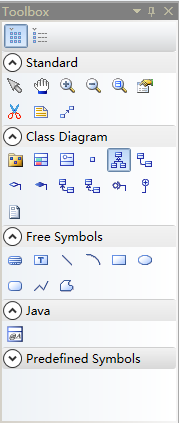 Toolbox
Standard
Class Diagram
Free Symbols
Java
Predefined Symbols